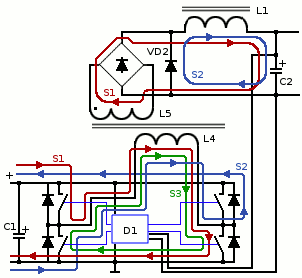 L1
VD2
S1
S2
C2
L5
L4
S1
S2
+
S3
C1
+
D1
+